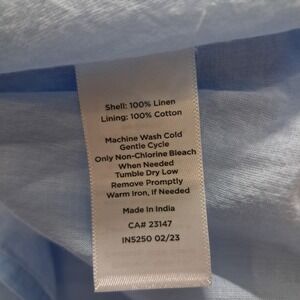 Shell: 100% Linen
Lining: 100% Cotton
Machine Wash Cold
Gentle Cycle
Only Non-Chlorine Bleach
When Needed
Tumble Dry Low
Remove Promptly
Warm Iron, If Needed
Made In India
CA# 23147
IN5250 02/23